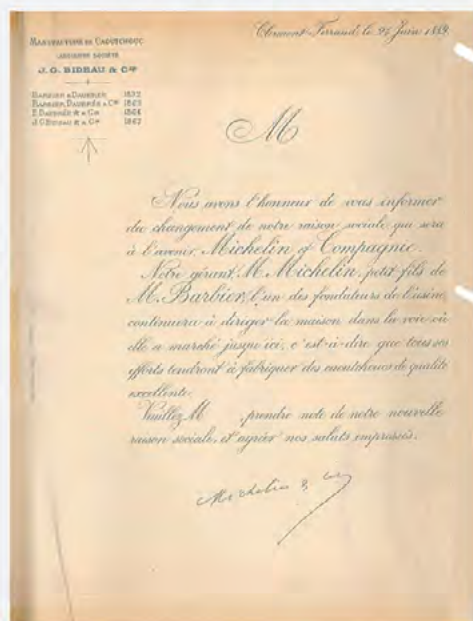 MANUFACTURE DE CAOUTCHOUC
ANCIENNE SOCIÉTÉ
J. G. BIDEAU & Cie
BARBIER & DAUBRÉE 1832
BARBIER, DAUBRÉE & Cie 1863
E. DAUBRÉE & Cie 1864
J. G. BIDEAU & Cie 1867
Clermont-Ferrand, le 24 Juin 1889.
M
Nous avons l'honneur de vous informer
du changement de notre raison sociale qui sera
à l'avenir, Michelin & Compagnie.
Notre gérant, M. Michelin, petit-fils de
M. Barbier, l'un des fondateurs de l'usine,
continuera à diriger la maison dans la voie où
elle a marché jusqu'ici, c'est-à-dire que tous ses
efforts tendront à fabriquer des caoutchoucs de qualité
excellente.
Veuillez M , prendre note de notre nouvelle
raison sociale, et agréer nos saluts empressés.
Michelin & Cie